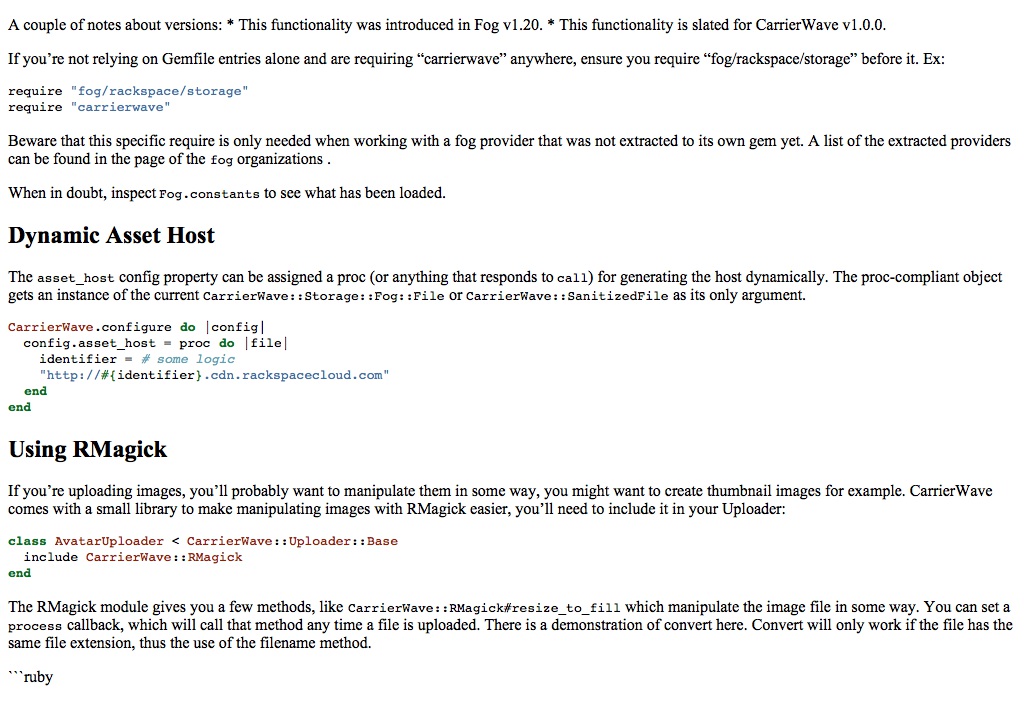 A couple of notes about versions: * This functionality was introduced in Fog v1.20. * This functionality is slated for CarrierWave v1.0.0.
If you’re not relying on Gemfile entries alone and are requiring “carrierwave” anywhere, ensure you require “fog/rackspace/storage” before it. Ex:
require "fog/rackspace/storage"
require "carrierwave"
Beware that this specific require is only needed when working with a fog provider that was not extracted to its own gem yet. A list of the extracted providers
can be found in the page of the fog organizations .
When in doubt, inspect Fog.constants to see what has been loaded.
Dynamic Asset Host
The asset_host config property can be assigned a proc (or anything that responds to call) for generating the host dynamically. The proc-compliant object
gets an instance of the current CarrierWave::Storage::Fog::File or CarrierWave::SanitizedFile as its only argument.
CarrierWave.configure do |config|
  config.asset_host = proc do |file|
    identifier = # some logic
    "http://#{identifier}.cdn.rackspacecloud.com"
  end
end
Using RMagick
If you’re uploading images, you’ll probably want to manipulate them in some way, you might want to create thumbnail images for example. CarrierWave
comes with a small library to make manipulating images with RMagick easier, you’ll need to include it in your Uploader:
class AvatarUploader < CarrierWave::Uploader::Base
  include CarrierWave::RMagick
end
The RMagick module gives you a few methods, like CarrierWave::RMagick#resize_to_fill which manipulate the image file in some way. You can set a
process callback, which will call that method any time a file is uploaded. There is a demonstration of convert here. Convert will only work if the file has the
same file extension, thus the use of the filename method.
```ruby